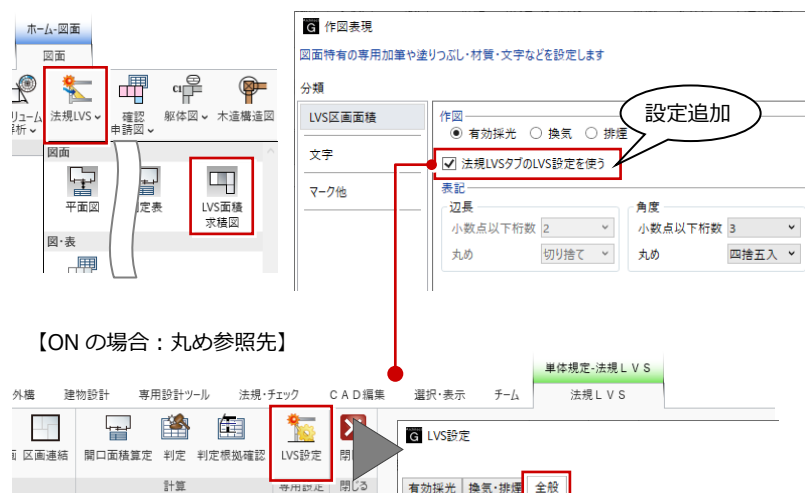 ホーム-図面
図面
法規LVS
確認
申請図
躯体図
木造構造図
図面
平面図
定表
LVS面積
求積図
図・表
G 作図表現
図面特有の専用加筆や塗りつぶし・材質・文字などを設定します
分類
LVS区画面積
文字
マーク他
作図
有効採光 換気 排煙
法規LVSタブのLVS設定を使う
設定追加
表記
辺長
小数点以下桁数 2
丸め 切り捨て
角度
小数点以下桁数 3
丸め 四捨五入
【ON の場合：丸め参照先】
単体規定-法規ＬＶＳ
外構 建物設計 専用設計ツール 法規・チェック ＣＡＤ編集 選択・表示 チーム 法規ＬＶＳ
区画連結 開口面積算定 判定 判定根拠確認 LVS設定
計算 専用設定 閉じる
G LVS設定
有効採光 換気・排煙 全般